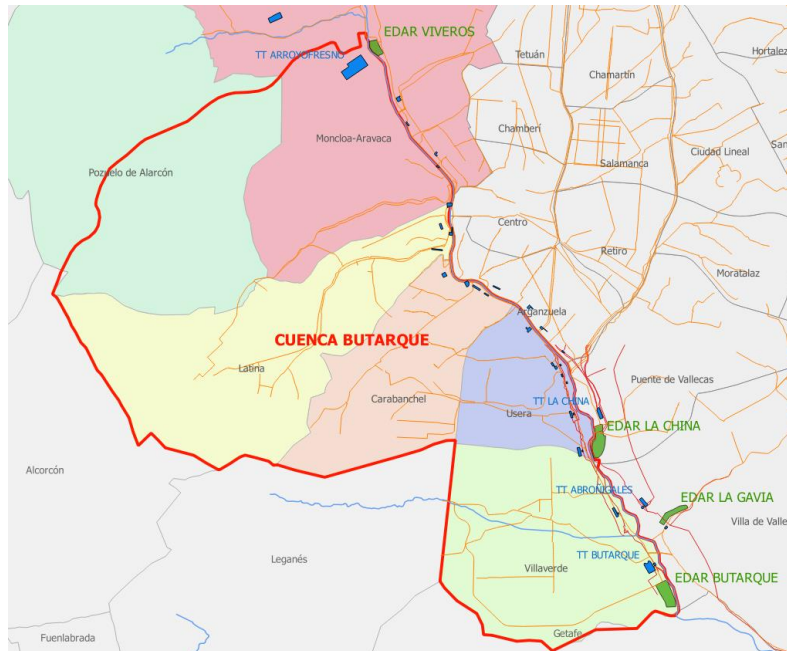 EDAR VIVEROS
TT ARROYOFRESNO
Tetuán
Hortalez
Chamartín
Chamberí
Moncloa-Aravaca
Ciudad Lineal
San
Salamanca
Pozuelo de Alarcón
Centro
Retiro
Moratalaz
Arganzuela
CUENCA BUTARQUE
Latina
Puente de Vallecas
Carabanchel
TT LA CHINA
Usera
EDAR LA CHINA
Alcorcón
TT ABROÑIGALES
EDAR LA GAVIA
Villa de Valle
Leganés
TT BUTARQUE
Villaverde
EDAR BUTARQUE
Getafe
Fuenlabrada